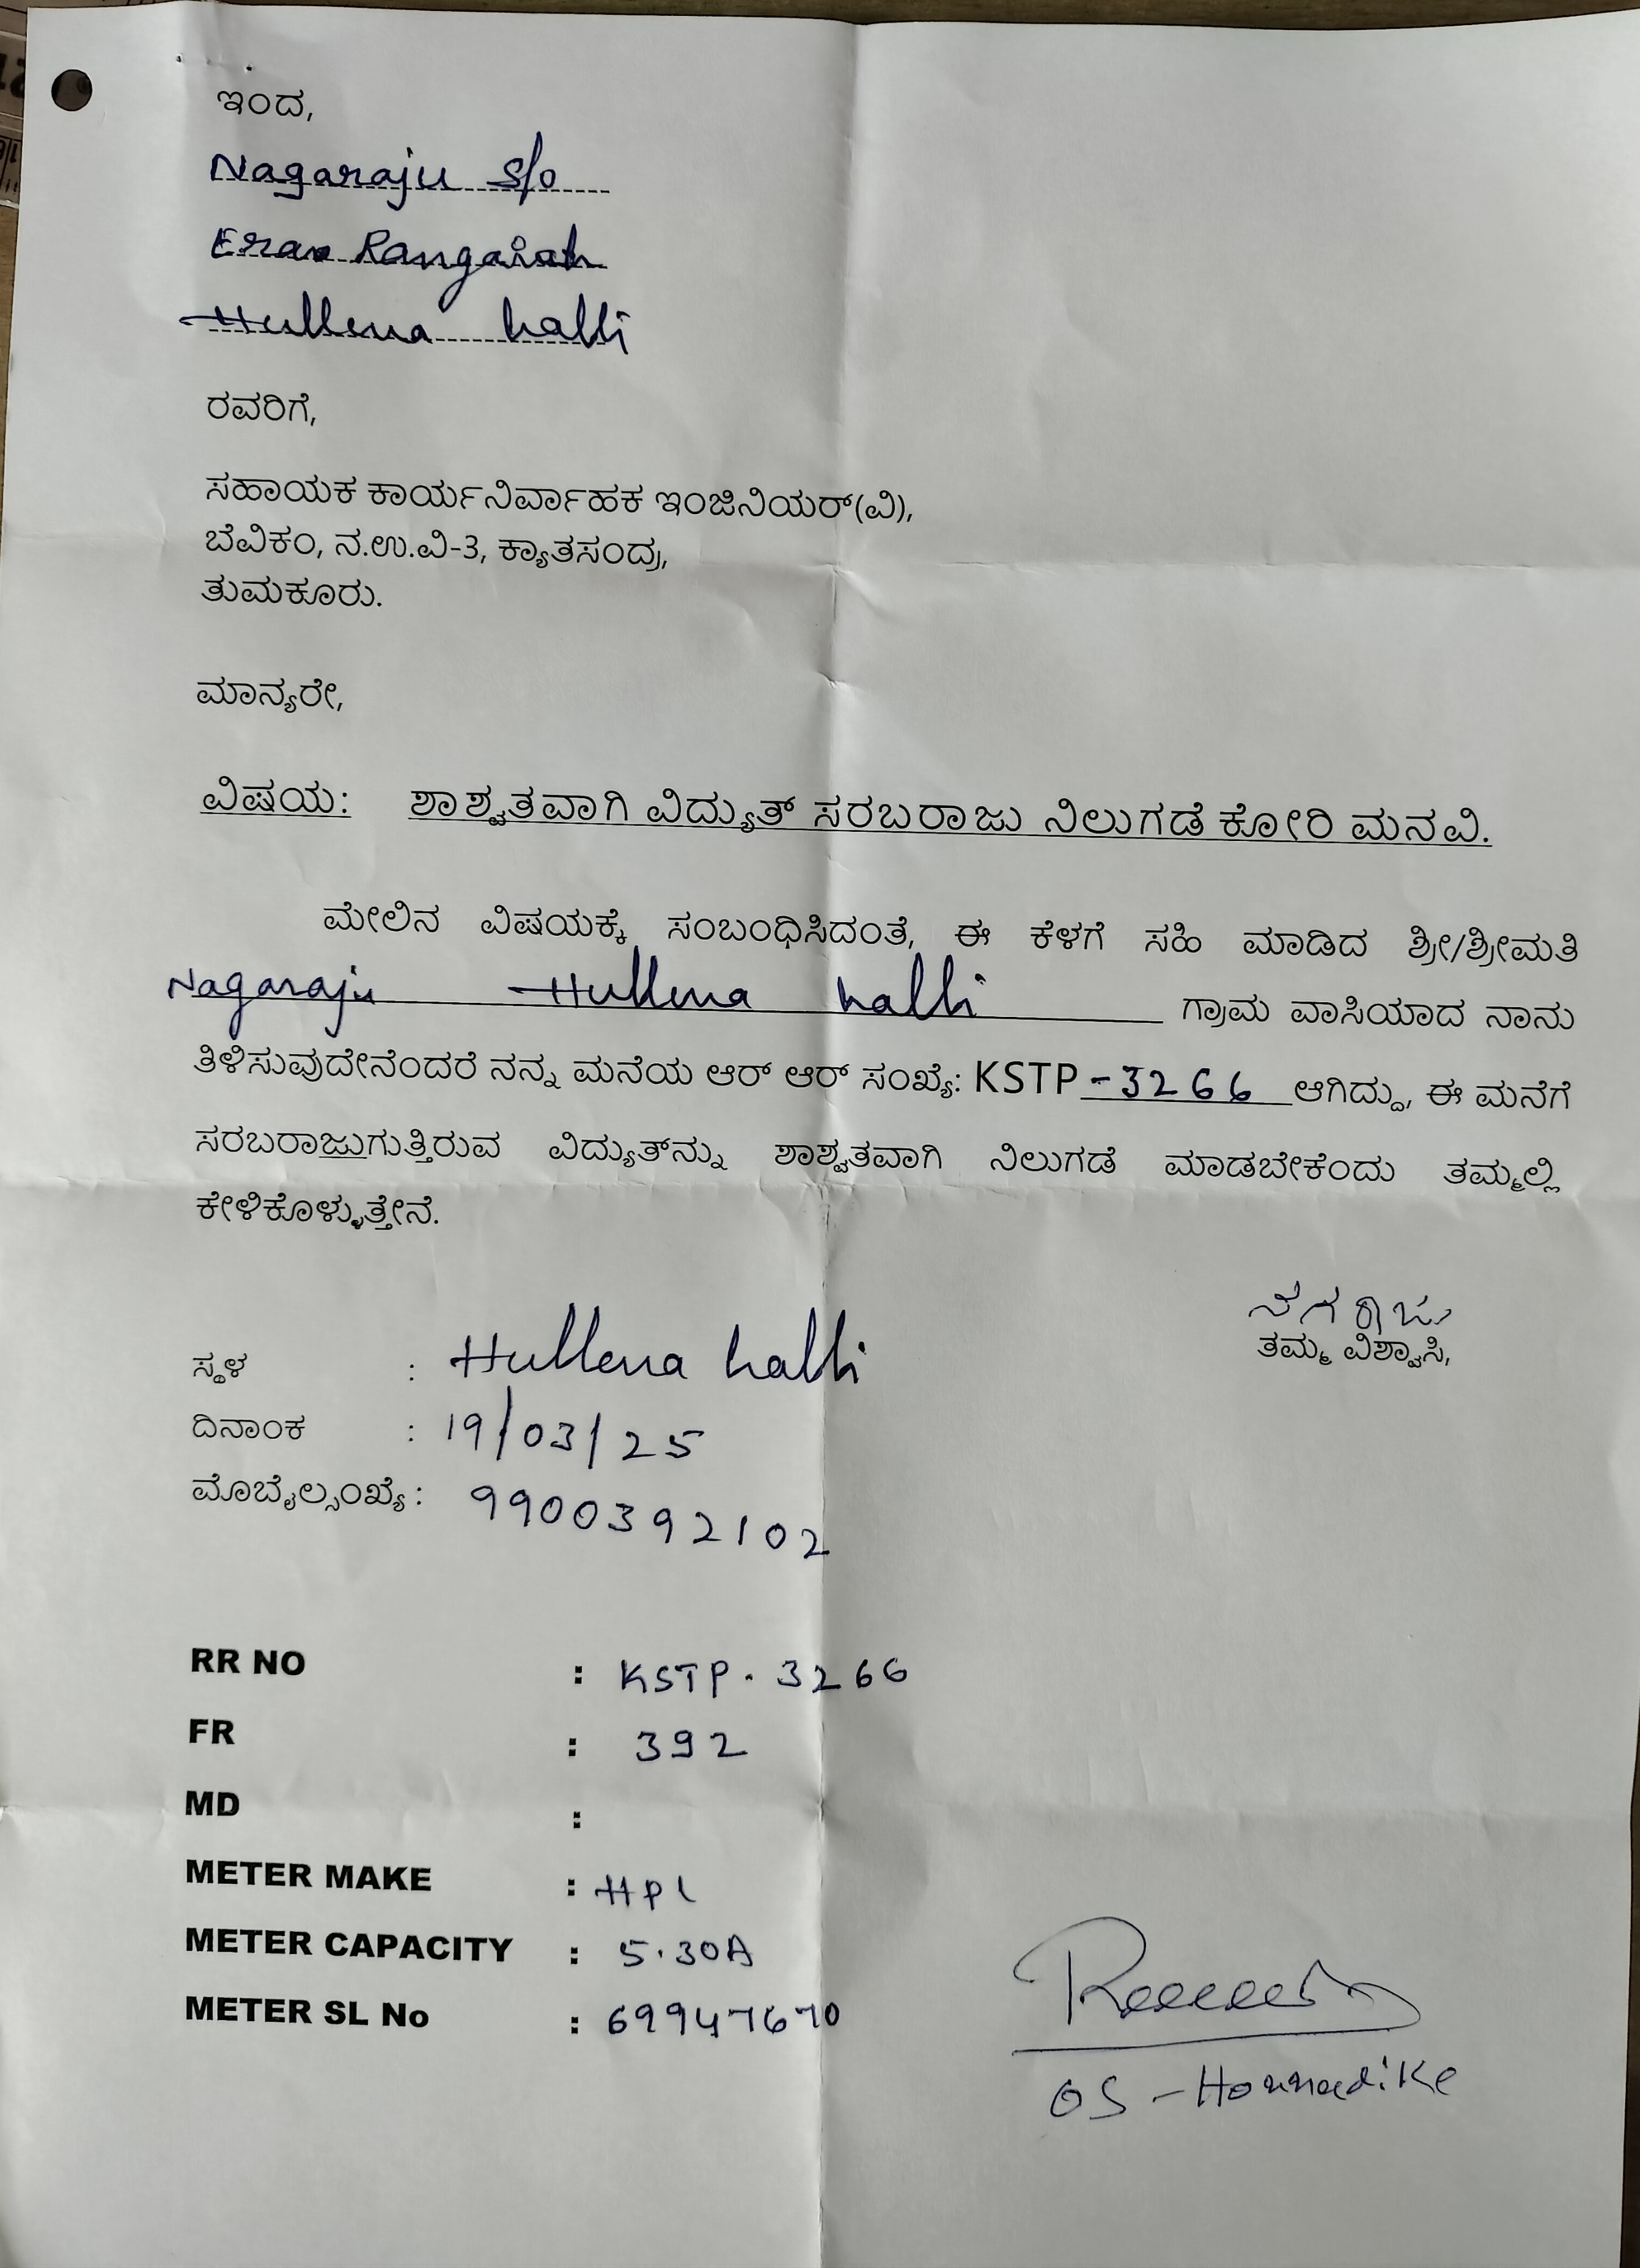 ಇಂದ,
Nagaraju S/o
Rangaiah
Hullena halli
ರವರಿಗೆ,
ಸಹಾಯಕ ಕಾರ್ಯನಿರ್ವಾಹಕ ಇಂಜಿನಿಯರ್(ವಿ),
ಬೆವಿಕಂ, ನ.ಉ.ವಿ-3, ಕ್ಯಾತಸಂದ್ರ,
ತುಮಕೂರು.
ಮಾನ್ಯರೇ,
ವಿಷಯ: ಶಾಶ್ವತವಾಗಿ ವಿದ್ಯುತ್ ಸರಬರಾಜು ನಿಲುಗಡೆ ಕೋರಿ ಮನವಿ.
ಮೇಲಿನ ವಿಷಯಕ್ಕೆ ಸಂಬಂಧಿಸಿದಂತೆ, ಈ ಕೆಳಗೆ ಸಹಿ ಮಾಡಿದ ಶ್ರೀ/ಶ್ರೀಮತಿ
Nagaraju Hullena halli ಗ್ರಾಮ ವಾಸಿಯಾದ ನಾನು
ತಿಳಿಸುವುದೇನೆಂದರೆ ನನ್ನ ಮನೆಯ ಆರ್ ಆರ್ ಸಂಖ್ಯೆ: KSTP-3266 ಆಗಿದ್ದು, ಈ ಮನೆಗೆ
ಸರಬರಾಜುಗುತ್ತಿರುವ ವಿದ್ಯುತ್‌ನ್ನು ಶಾಶ್ವತವಾಗಿ ನಿಲುಗಡೆ ಮಾಡಬೇಕೆಂದು ತಮ್ಮಲ್ಲಿ
ಕೇಳಿಕೊಳ್ಳುತ್ತೇನೆ.
ನೆಗರಾಜು
ತಮ್ಮ ವಿಶ್ವಾಸಿ,
ಸ್ಥಳ : Hullena halli
ದಿನಾಂಕ : 19/03/25
ಮೊಬೈಲ್ಸಂಖ್ಯೆ : 9900392102
RR NO : KSTP - 3266
FR : 392
MD :
METER MAKE : HPL
METER CAPACITY : 5.30A
METER SL No : 69947670
OS - Honnudike